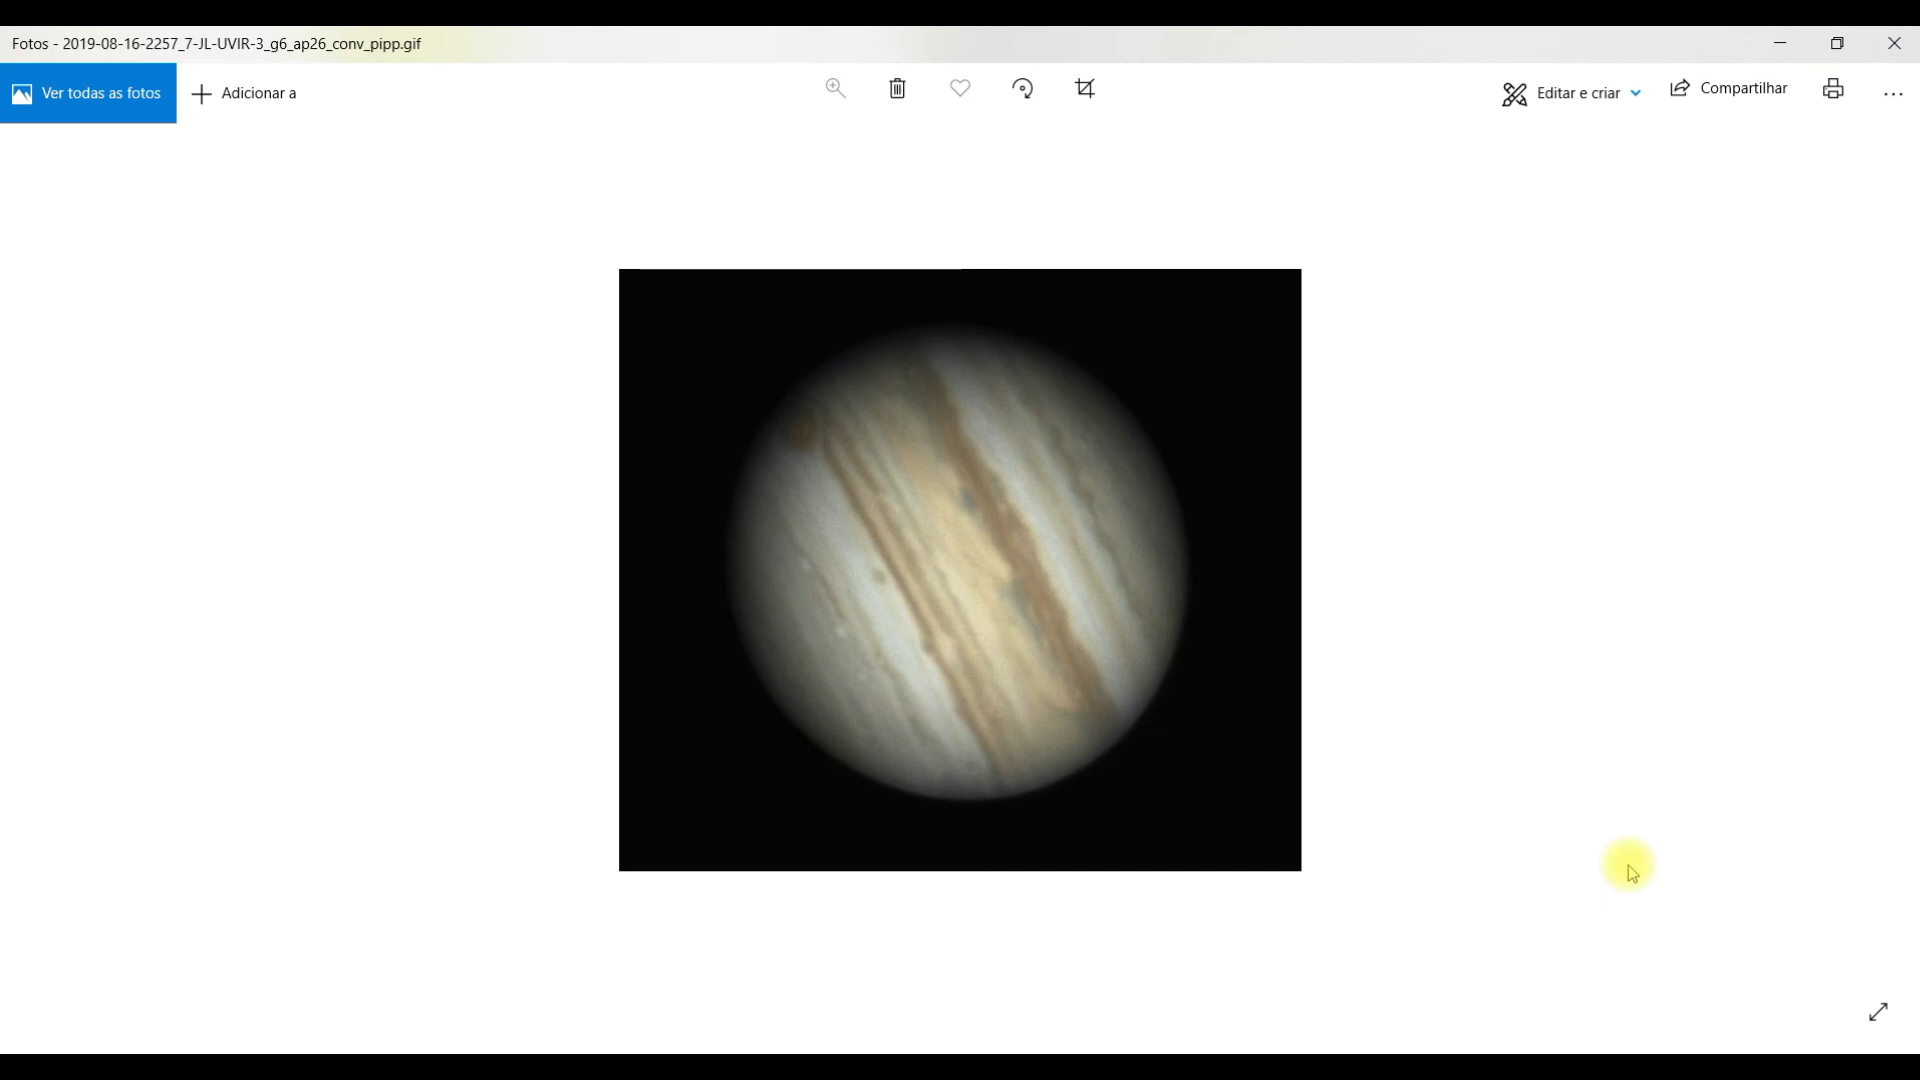 Fotos - 2019-08-16-2257_7-JL-UVIR-3_g6_ap26_conv_pipp.gif
Ver todas as fotos
Adicionar a
Editar e criar
Compartilhar